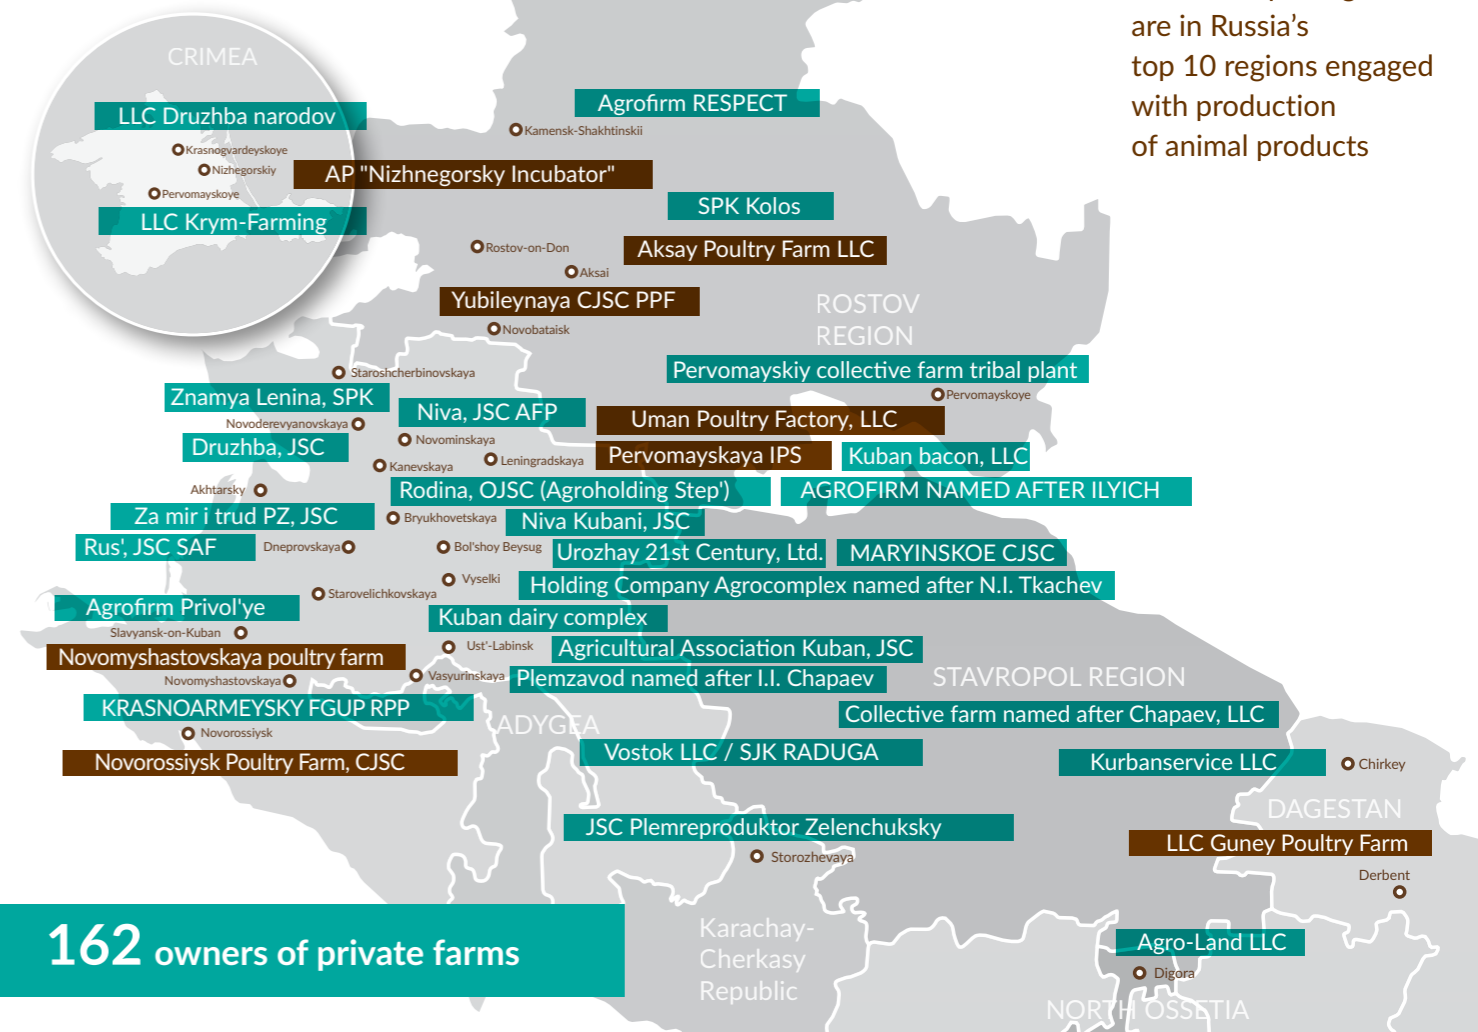 are in Russia's
top 10 regions engaged
with production
of animal products
CRIMEA
LLC Druzhba narodov
Krasnogvardeyskoye
Nizhegorskiy
Pervomayskoye
LLC Krym-Farming
Agrofirm RESPECT
Kamensk-Shakhtinskii
AP "Nizhnegorsky Incubator"
SPK Kolos
Rostov-on-Don
Aksay Poultry Farm LLC
Aksai
Yubileynaya CJSC PPF
Novobataisk
ROSTOV
REGION
Pervomayskiy collective farm tribal plant
Pervomayskoye
Staroshcherbinovskaya
Znamya Lenina, SPK
Niva, JSC AFP
Uman Poultry Factory, LLC
Novoderevyanovskaya
Druzhba, JSC
Novominskaya
Kanevskaya
Leningradskaya
Pervomayskaya IPS
Kuban bacon, LLC
Akhtarsky
Rodina, OJSC (Agroholding Step')
AGROFIRM NAMED AFTER ILYICH
Za mir i trud PZ, JSC
Bryukhovetskaya
Niva Kubani, JSC
Rus', JSC SAF
Dneprovskaya
Bol'shoy Beysug
Urozhay 21st Century, Ltd.
MARYINSKOE CJSC
Vyselki
Holding Company Agrocomplex named after N.I. Tkachev
Starovelichkovskaya
Agrofirm Privol'ye
Kuban dairy complex
Slavyansk-on-Kuban
Ust'-Labinsk
Agricultural Association Kuban, JSC
Novomyshastovskaya poultry farm
Novomyshastovskaya
Vasyurinskaya
Plemzavod named after I.I. Chapaev
STAVROPOL REGION
KRASNOARMEYSKY FGUP RPP
Collective farm named after Chapaev, LLC
Novorossiysk
ADYGEA
Novorossiysk Poultry Farm, CJSC
Vostok LLC / SJK RADUGA
Kurbanservice LLC
Chirkey
DAGESTAN
JSC Plemreproduktor Zelenchuksky
LLC Guney Poultry Farm
Storozhevaya
Derbent
162 owners of private farms
Karachay-
Cherkasy
Republic
Agro-Land LLC
Digora
NORTH OSSETIA